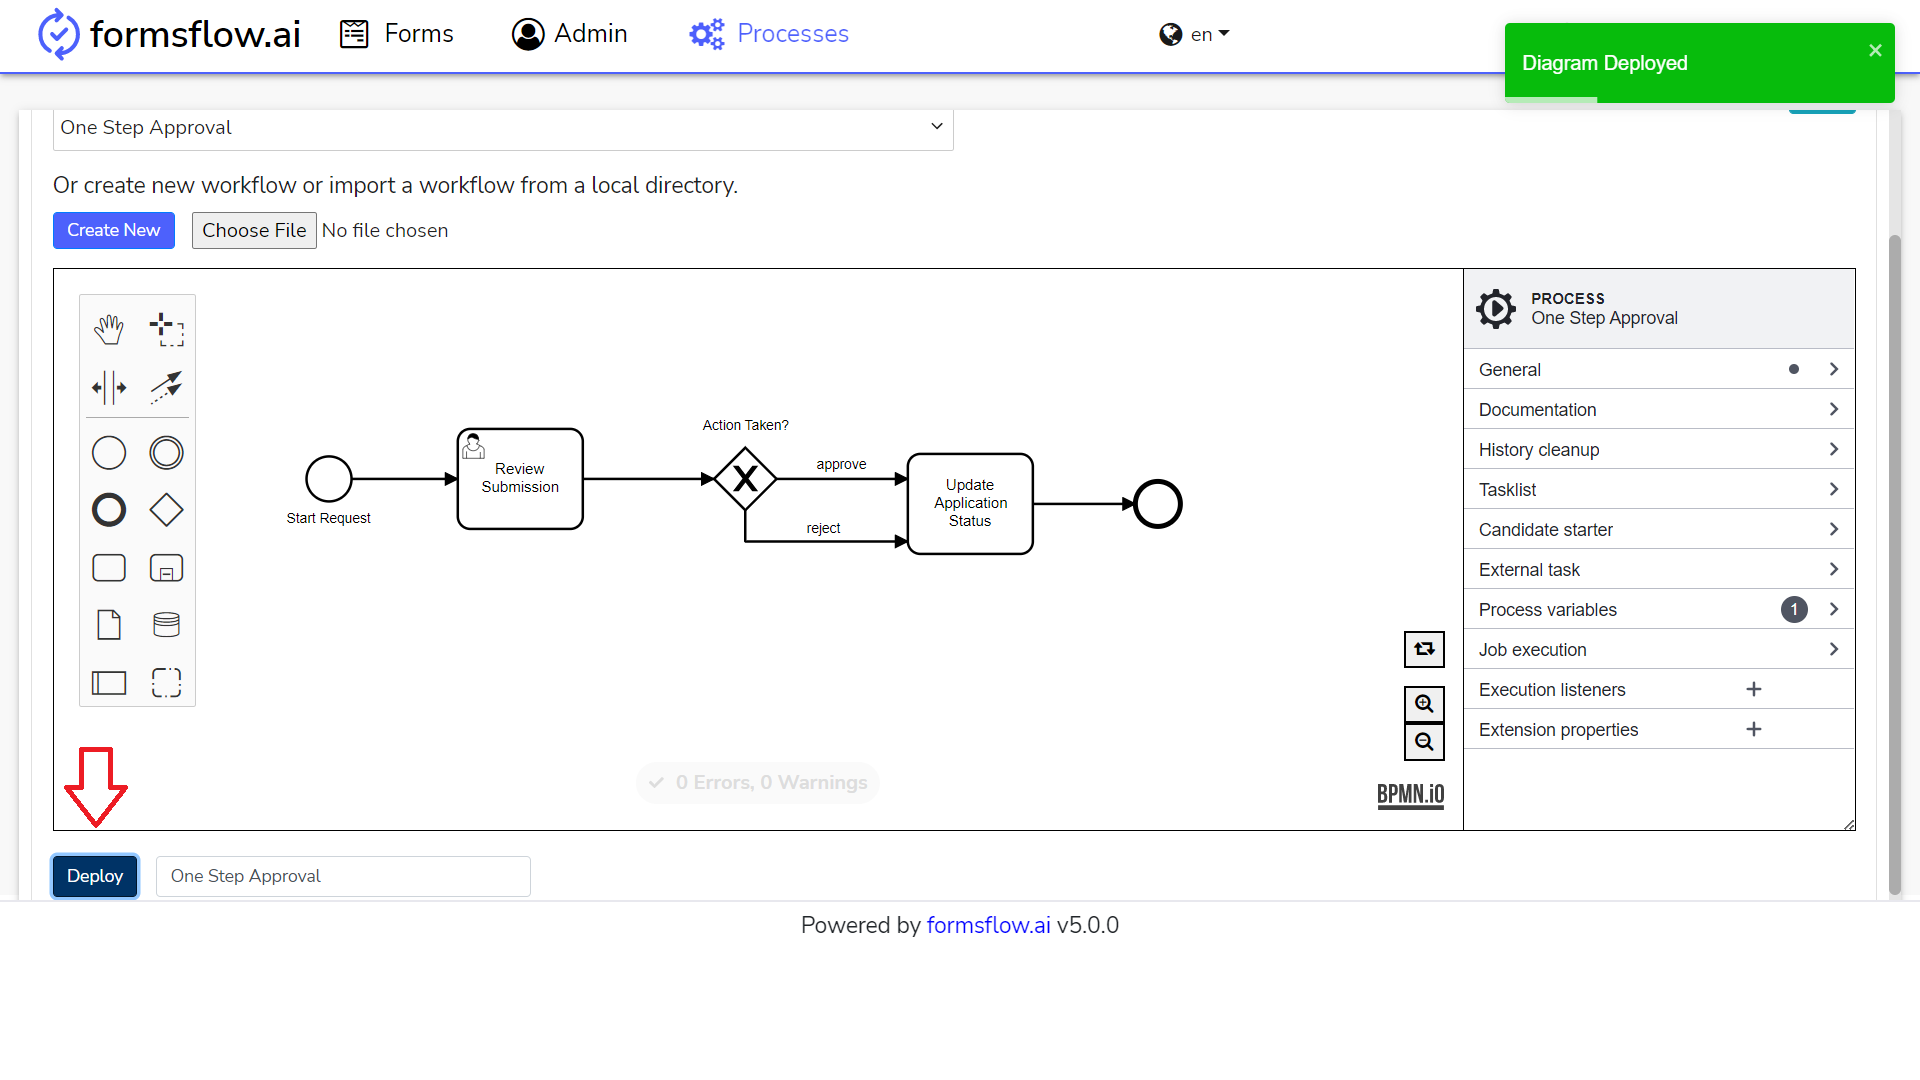 formsflow.ai
Forms
Admin
Processes
en
Diagram Deployed
One Step Approval
Or create new workflow or import a workflow from a local directory.
Create New
Choose File
No file chosen
PROCESS
One Step Approval
General
Documentation
History cleanup
Tasklist
Candidate starter
External task
Process variables
1
Job execution
Execution listeners
Extension properties
Action Taken?
Review
Submission
approve
Update
Application
Status
Start Request
reject
0 Errors, 0 Warnings
BPMN.iO
Deploy
One Step Approval
Powered by formsflow.ai v5.0.0